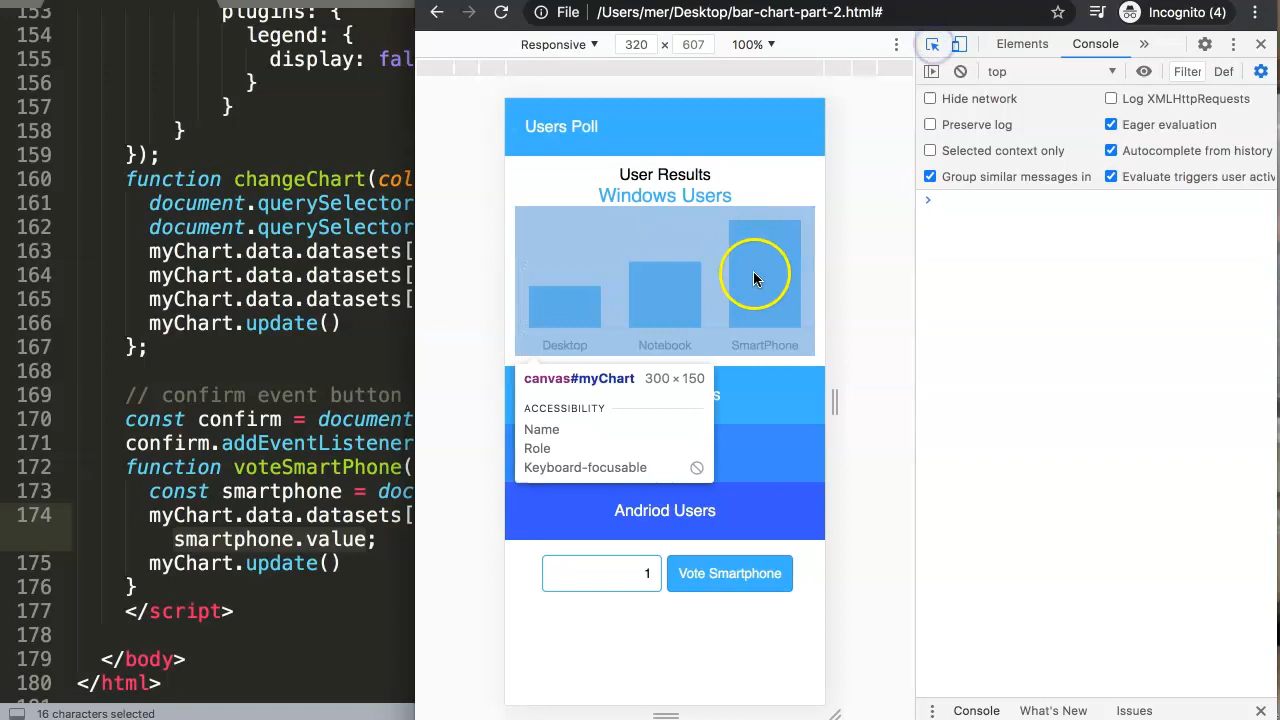 plugins: {
154 legend: {
155 display: fal
156 }
157 }
158 }
159 });
160 function changeChart(col
161 document.querySelector
162 document.querySelector
163 myChart.data.datasets[
164 myChart.data.datasets[
165 myChart.data.datasets[
166 myChart.update()
167 };
168
169 // confirm event button
170 const confirm = document
171 confirm.addEventListener
172 function voteSmartPhone(
173 const smartphone = doc
174 myChart.data.datasets[
smartphone.value;
175 myChart.update()
176 }
177 </script>
178
179 </body>
180 </html>
16 characters selected
File /Users/mer/Desktop/bar-chart-part-2.html#
Incognito (4)
Responsive 320 × 607 100%
Users Poll
User Results
Windows Users
Desktop Notebook SmartPhone
canvas#myChart 300 × 150
ACCESSIBILITY
Name
Role
Keyboard-focusable
s
Andriod Users
1 Vote Smartphone
Elements Console »
top Filter Def
Hide network Log XMLHttpRequests
Preserve log Eager evaluation
Selected context only Autocomplete from history
Group similar messages in Evaluate triggers user activ
Console What's New Issues